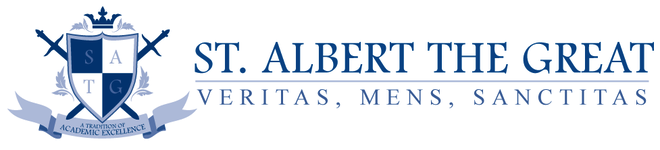 S A
T G
A TRADITION OF
ACADEMIC EXCELLENCE
ST. ALBERT THE GREAT
VERITAS, MENS, SANCTITAS